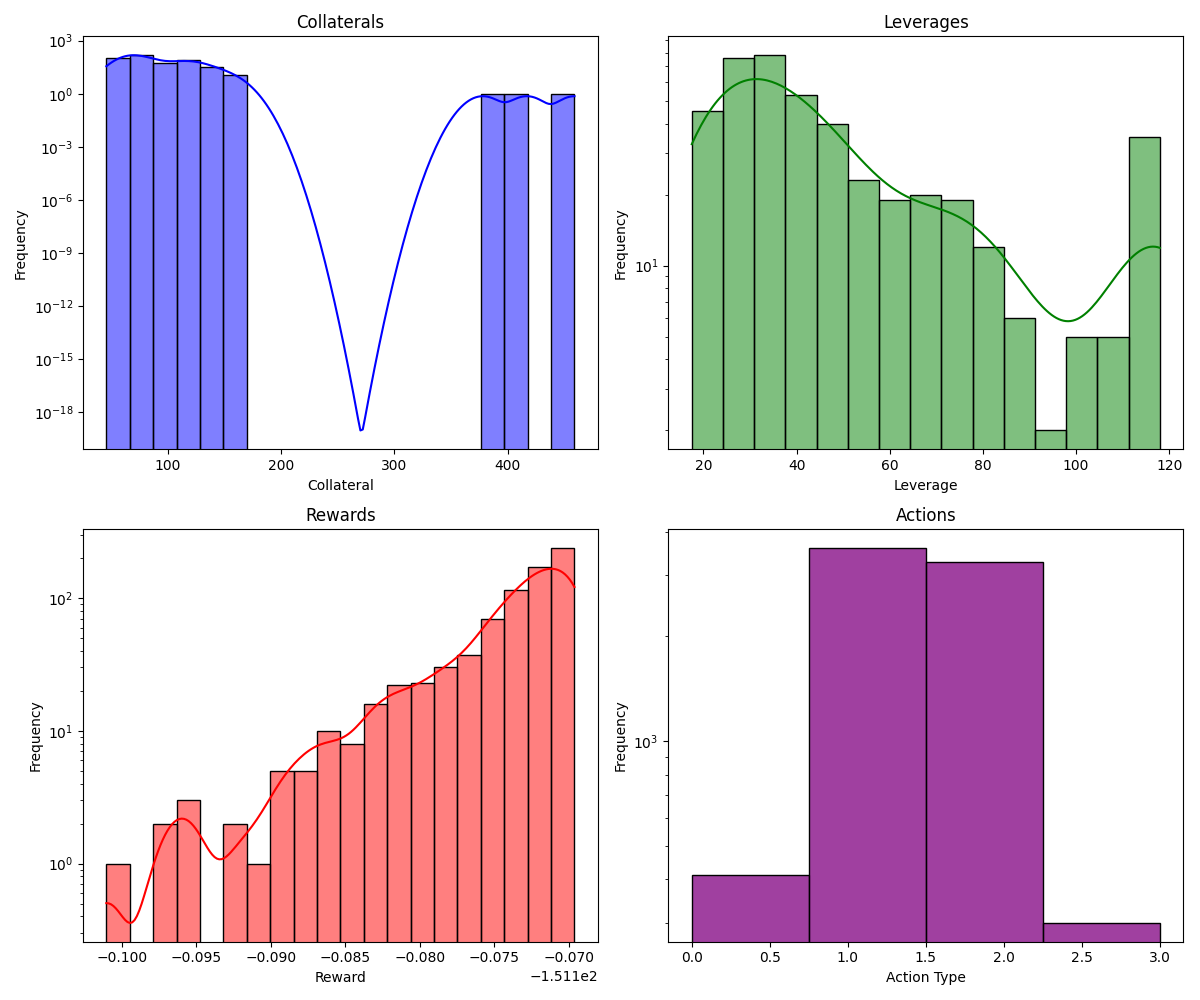 Collaterals
Frequency
10³
10⁰
10⁻³
10⁻⁶
10⁻⁹
10⁻¹²
10⁻¹⁵
10⁻¹⁸
100 200 300 400
Collateral
Leverages
Frequency
10¹
20 40 60 80 100 120
Leverage
Rewards
Frequency
10²
10¹
10⁰
−0.100 −0.095 −0.090 −0.085 −0.080 −0.075 −0.070
Reward
−1.511e2
Actions
Frequency
10³
0.0 0.5 1.0 1.5 2.0 2.5 3.0
Action Type